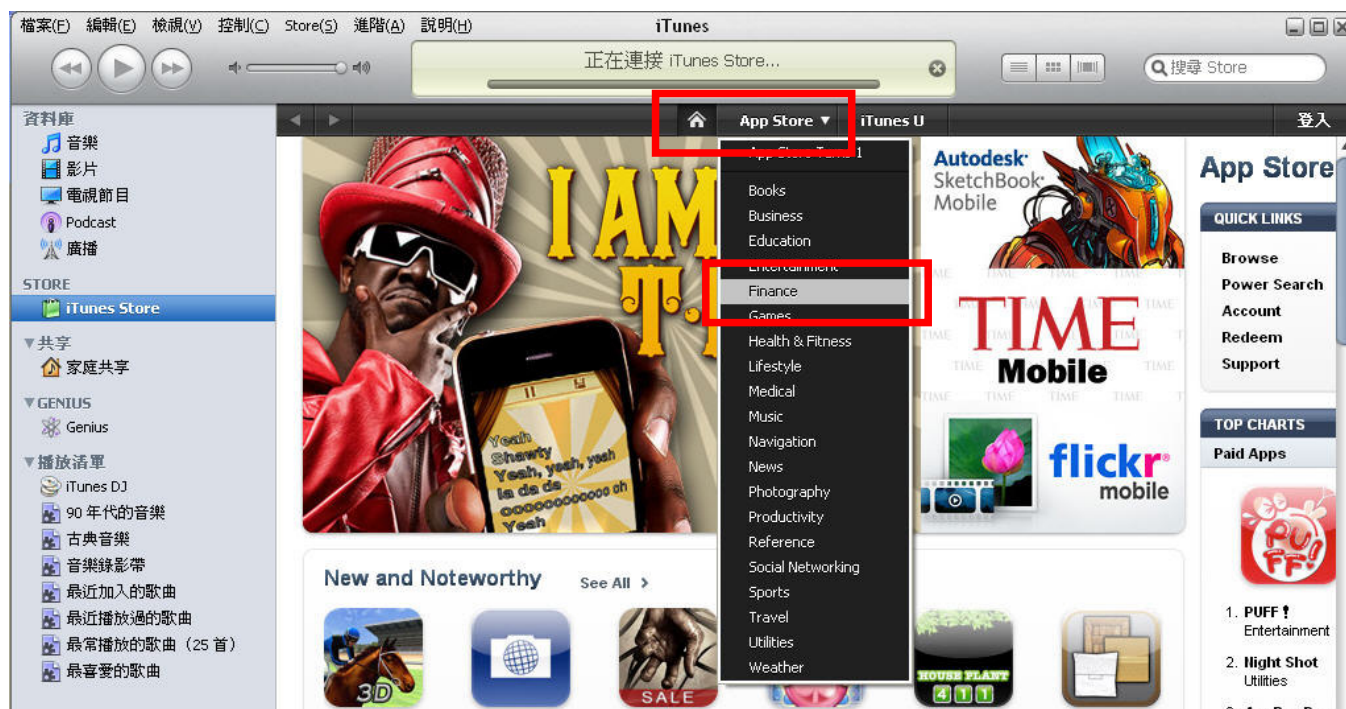 檔案(F) 編輯(E) 檢視(V) 控制(C) Store(S) 進階(A) 說明(H)
iTunes
正在連接 iTunes Store...
搜尋 Store
資料庫
音樂
影片
電視節目
Podcast
廣播
STORE
iTunes Store
共享
家庭共享
GENIUS
Genius
播放清單
iTunes DJ
90 年代的音樂
古典音樂
音樂錄影帶
最近加入的歌曲
最近播放過的歌曲
最常播放的歌曲 (25 首)
最喜愛的歌曲
App Store
iTunes U
登入
I AM
T-
Yeah
Shawty
Yeah, yeah, yeah
la da da
ooooooooooo oh
Yeah
App Store Turns 1
Books
Business
Education
Entertainment
Finance
Games
Health & Fitness
Lifestyle
Medical
Music
Navigation
News
Photography
Productivity
Reference
Social Networking
Sports
Travel
Utilities
Weather
Autodesk
SketchBook
Mobile
TIME
Mobile
flickr
mobile
New and Noteworthy
See All >
3D
SALE
HOUSE PLANT
411
App Store
QUICK LINKS
Browse
Power Search
Account
Redeem
Support
TOP CHARTS
Paid Apps
PU!
FF!
1. PUFF !
Entertainment
2. Night Shot
Utilities